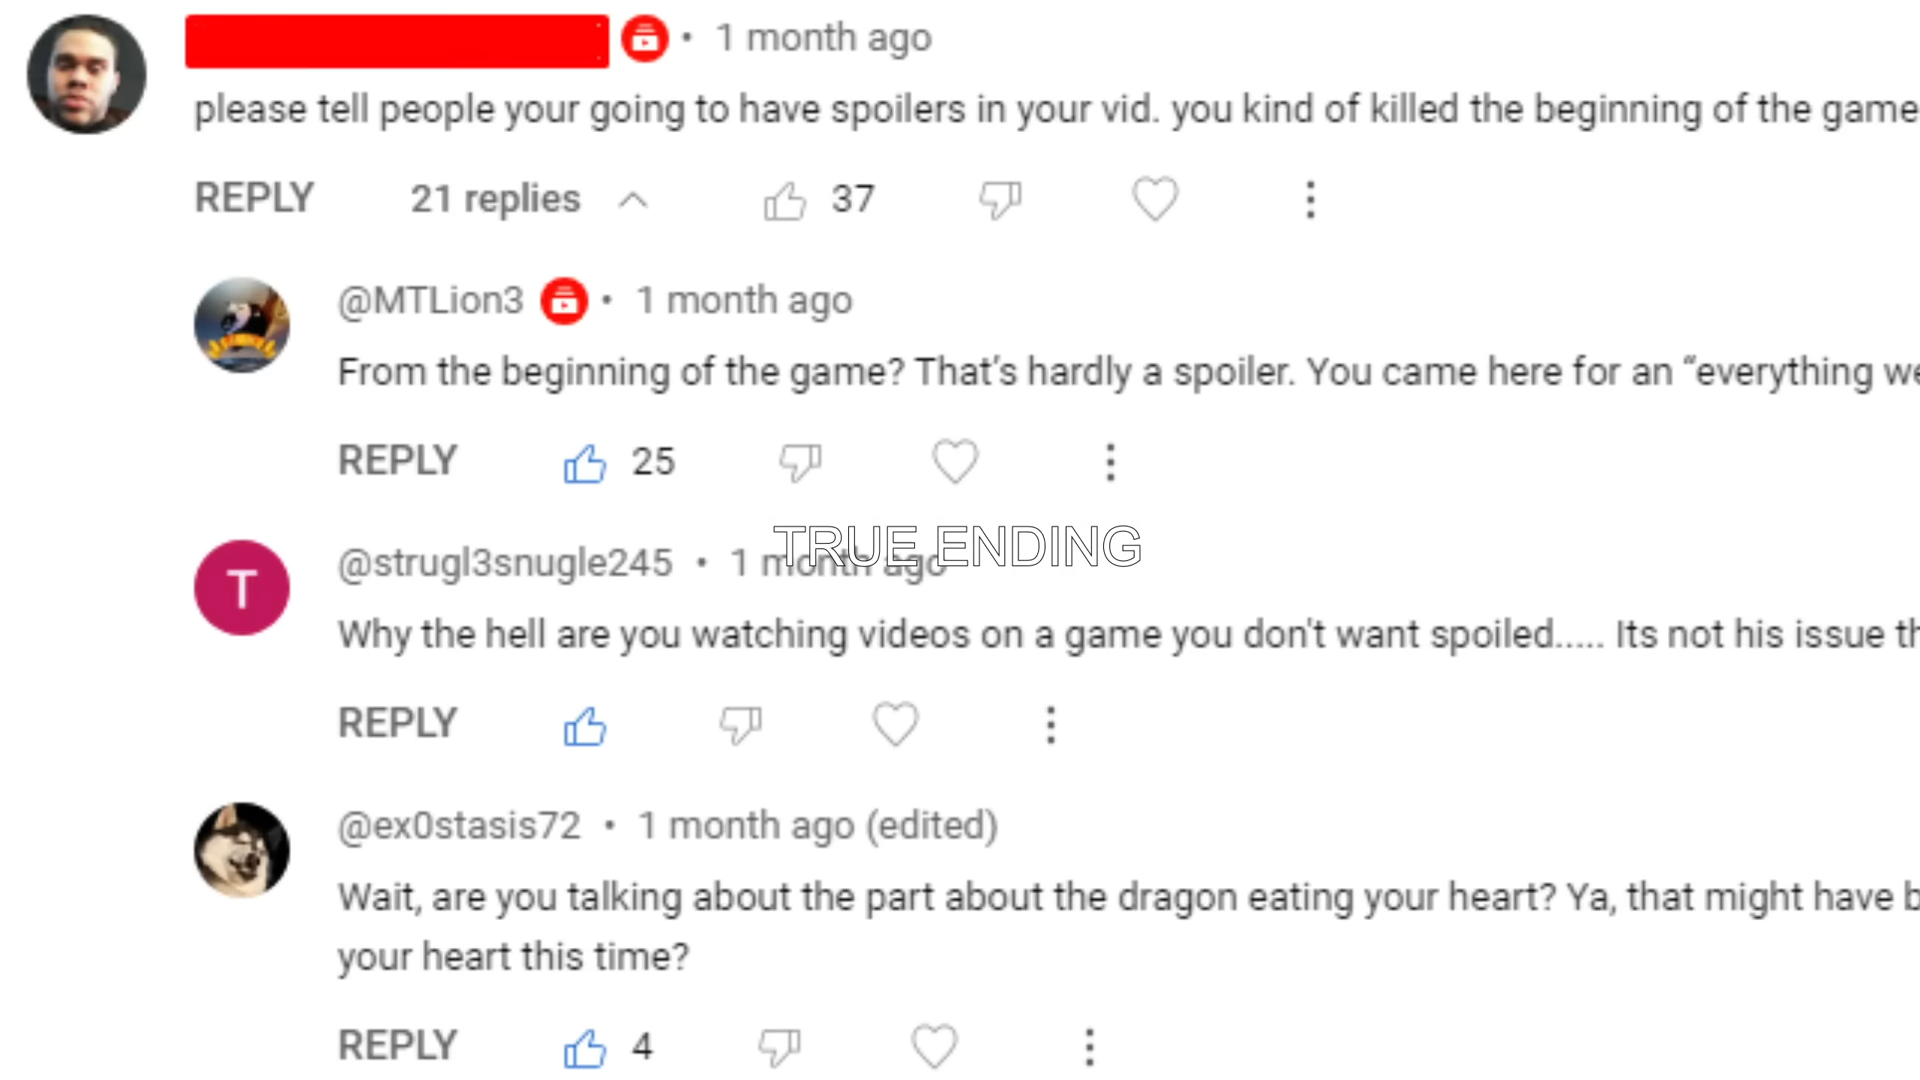 1 month ago
please tell people your going to have spoilers in your vid. you kind of killed the beginning of the game
REPLY 21 replies 37
@MTLion3 • 1 month ago
From the beginning of the game? That's hardly a spoiler. You came here for an “everything we
REPLY 25
TRUE ENDING
T
@strugl3snugle245 • 1 month ago
Why the hell are you watching videos on a game you don't want spoiled..... Its not his issue th
REPLY
@ex0stasis72 • 1 month ago (edited)
Wait, are you talking about the part about the dragon eating your heart? Ya, that might have b
your heart this time?
REPLY 4